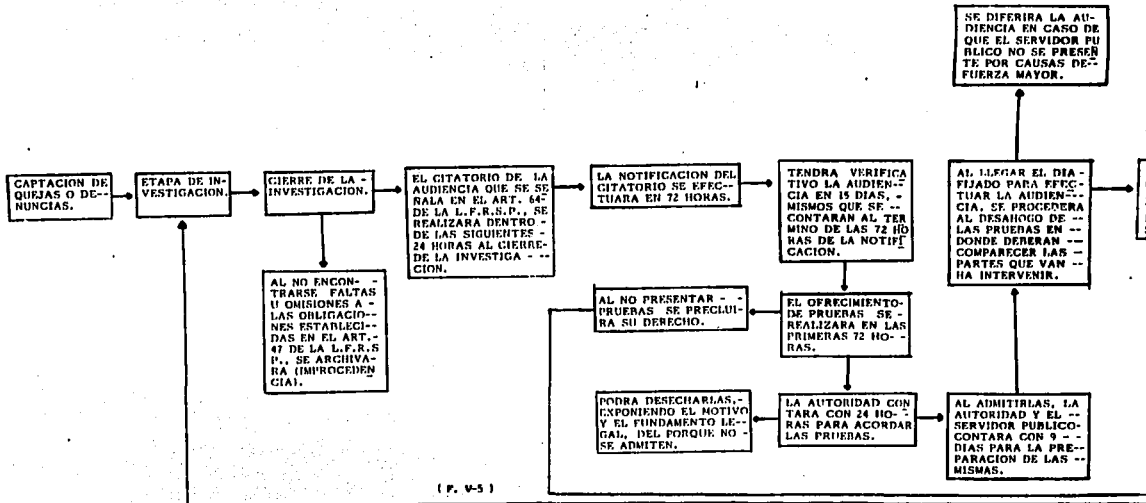 SE DIFERIRA LA AU-
DIENCIA EN CASO DE
QUE EL SERVIDOR PU
BLICO NO SE PRESEN
TE POR CAUSAS DE--
FUERZA MAYOR.
CAPTACION DE
QUEJAS O DE-
NUNCIAS.
ETAPA DE IN-
VESTIGACION.
CIERRE DE LA -
INVESTIGACION.
EL CITATORIO DE LA
AUDIENCIA QUE SE SE
ÑALA EN EL ART. 64-
DE LA L.F.R.S.P., SE
REALIZARA DENTRO -
DE LAS SIGUIENTES -
24 HORAS AL CIERRE-
DE LA INVESTIGA ---
CION.
LA NOTIFICACION DEL
CITATORIO SE EFEC--
TUARA EN 72 HORAS.
TENDRA VERIFICA
TIVO LA AUDIEN-
CIA EN 15 DIAS, -
MISMOS QUE SE -
CONTARAN AL TER
MINO DE LAS 72 HO
RAS DE LA NOTIFI
CACION.
AL LLEGAR EL DIA -
FIJADO PARA EFEC-
TUAR LA AUDIEN---
CIA, SE PROCEDERA
AL DESAHOGO DE --
LAS PRUEBAS EN --
DONDE DEBERAN ---
COMPARECER LAS --
PARTES QUE VAN --
HA INTERVENIR.
AL NO ENCON- -
TRARSE FALTAS
U OMISIONES A -
LAS OBLIGACIO-
NES ESTABLECI--
DAS EN EL ART.-
47 DE LA L.F.R.S
P., SE ARCHIVA-
RA (IMPROCEDEN
CIA).
AL NO PRESENTAR - -
PRUEBAS SE PRECLUI-
RA SU DERECHO.
EL OFRECIMIENTO-
DE PRUEBAS SE -
REALIZARA EN LAS
PRIMERAS 72 HO- -
RAS.
PODRA DESECHARLAS,-
EXPONIENDO EL MOTIVO
Y EL FUNDAMENTO LE--
GAL, DEL PORQUE NO -
SE ADMITEN.
LA AUTORIDAD CON
TARA CON 24 HO--
RAS PARA ACORDAR
LAS PRUEBAS.
AL ADMITIRLAS, LA
AUTORIDAD Y EL --
SERVIDOR PUBLICO-
CONTARA CON 9 - -
DIAS PARA LA PRE--
PARACION DE LAS --
MISMAS.
( F. V-5 )